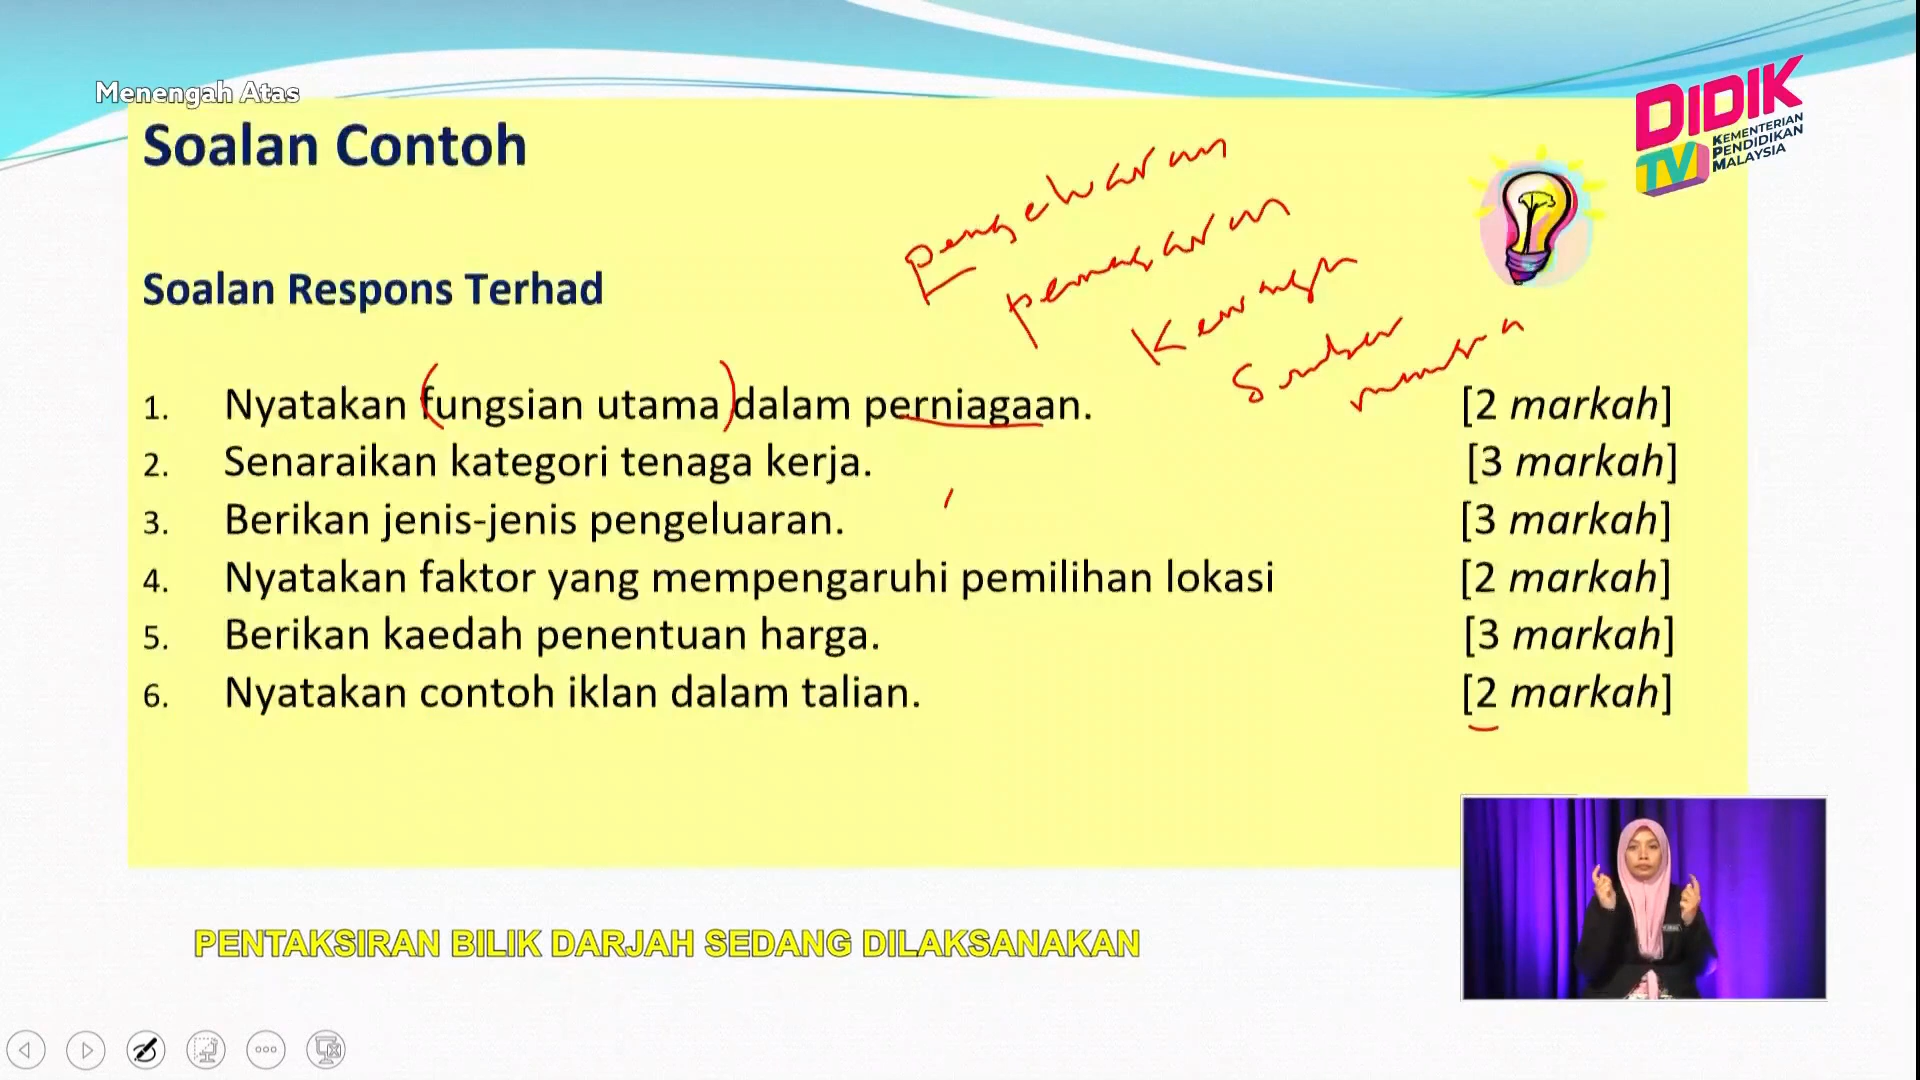 Menengah Atas
DIDIK
TV
KEMENTERIAN
PENDIDIKAN
MALAYSIA
Soalan Contoh
Soalan Respons Terhad
pengewaran
pemasaran
Kewangan
Sumber
manusia
1. Nyatakan fungsian utama dalam perniagaan. [2 markah]
2. Senaraikan kategori tenaga kerja. [3 markah]
3. Berikan jenis-jenis pengeluaran. [3 markah]
4. Nyatakan faktor yang mempengaruhi pemilihan lokasi [2 markah]
5. Berikan kaedah penentuan harga. [3 markah]
6. Nyatakan contoh iklan dalam talian. [2 markah]
PENTAKSIRAN BILIK DARJAH SEDANG DILAKSANAKAN